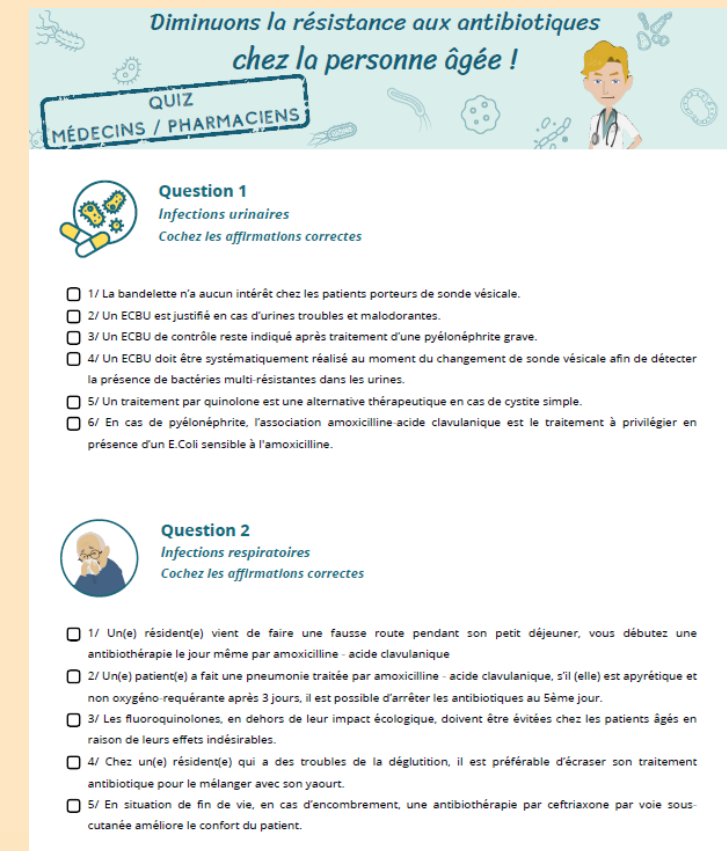 Diminuons la résistance aux antibiotiques
chez la personne âgée !
QUIZ
MÉDECINS / PHARMACIENS
Question 1
Infections urinaires
Cochez les affirmations correctes
1/ La bandelette n'a aucun intérêt chez les patients porteurs de sonde vésicale.
2/ Un ECBU est justifié en cas d'urines troubles et malodorantes.
3/ Un ECBU de contrôle reste indiqué après traitement d'une pyélonéphrite grave.
4/ Un ECBU doit être systématiquement réalisé au moment du changement de sonde vésicale afin de détecter
la présence de bactéries multi-résistantes dans les urines.
5/ Un traitement par quinolone est une alternative thérapeutique en cas de cystite simple.
6/ En cas de pyélonéphrite, l'association amoxicilline-acide clavulanique est le traitement à privilégier en
présence d'un E.Coli sensible à l'amoxicilline.
Question 2
Infections respiratoires
Cochez les affirmations correctes
1/ Un(e) résident(e) vient de faire une fausse route pendant son petit déjeuner, vous débutez une
antibiothérapie le jour même par amoxicilline - acide clavulanique
2/ Un(e) patient(e) a fait une pneumonie traitée par amoxicilline - acide clavulanique, s'il (elle) est apyrétique et
non oxygéno-requérante après 3 jours, il est possible d'arrêter les antibiotiques au 5ème jour.
3/ Les fluoroquinolones, en dehors de leur impact écologique, doivent être évitées chez les patients âgés en
raison de leurs effets indésirables.
4/ Chez un(e) résident(e) qui a des troubles de la déglutition, il est préférable d'écraser son traitement
antibiotique pour le mélanger avec son yaourt.
5/ En situation de fin de vie, en cas d'encombrement, une antibiothérapie par ceftriaxone par voie sous-
cutanée améliore le confort du patient.